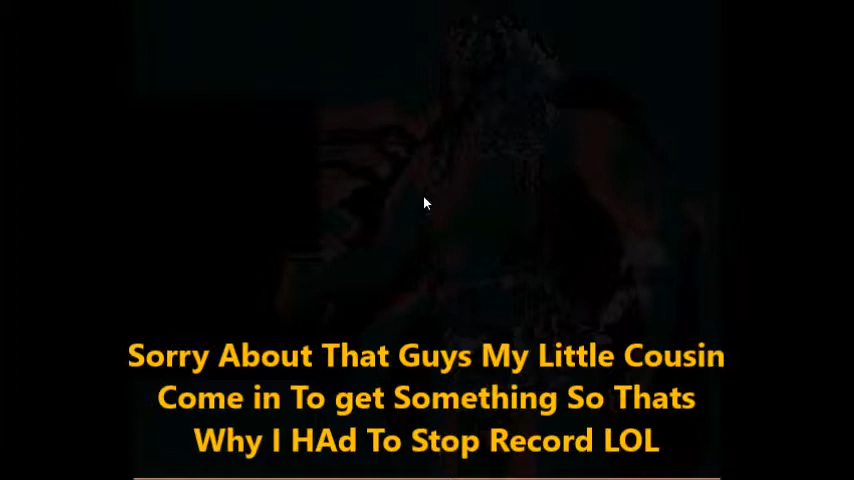 Sorry About That Guys My Little Cousin
Come in To get Something So Thats
Why I HAd To Stop Record LOL